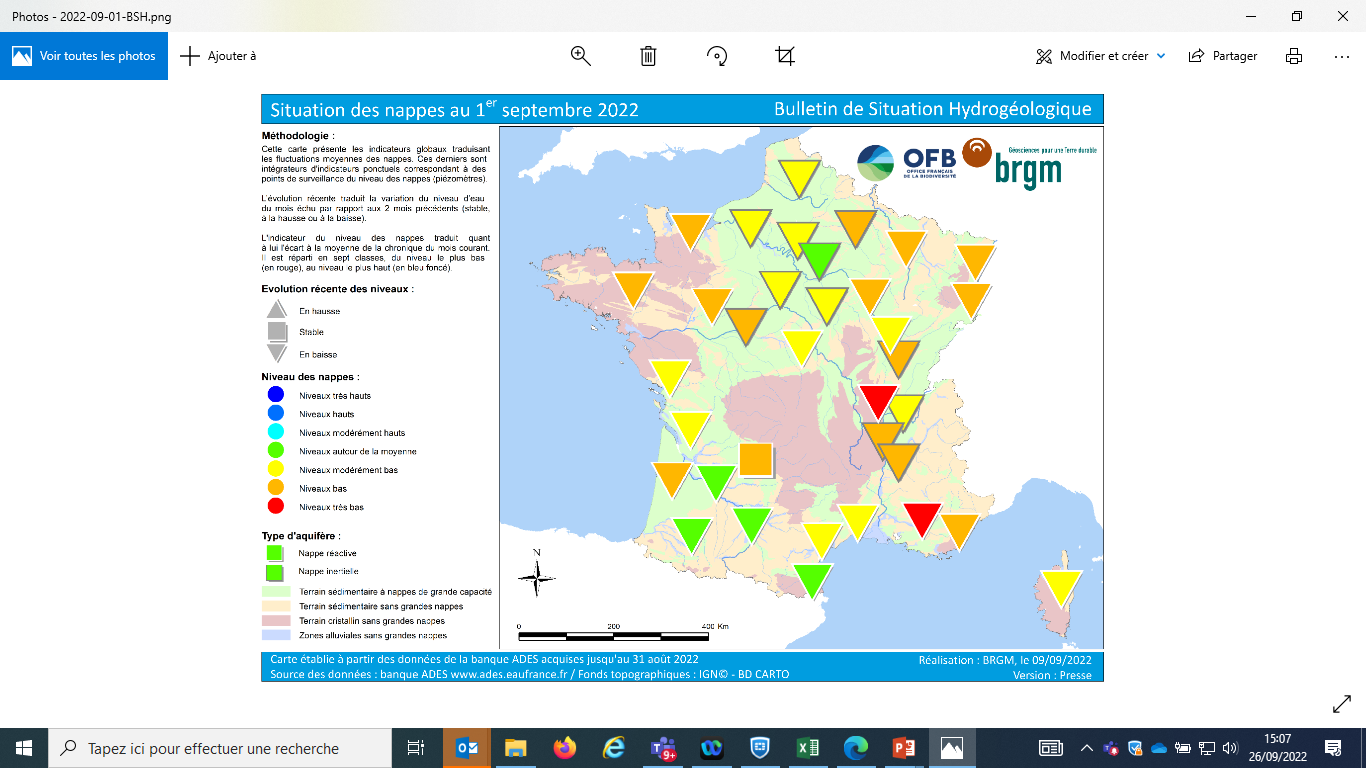 Photos - 2022-09-01-BSH.png
Voir toutes les photos
Ajouter à
Modifier et créer
Partager
Situation des nappes au 1er septembre 2022
Bulletin de Situation Hydrogéologique
Méthodologie :
Cette carte présente les indicateurs globaux traduisant
les fluctuations moyennes des nappes. Ces derniers sont
intégrateurs d'indicateurs ponctuels correspondant à des
points de surveillance du niveau des nappes (piézomètres).
L'évolution récente traduit la variation du niveau d'eau
du mois échu par rapport aux 2 mois précédents (stable,
à la hausse ou à la baisse).
L'indicateur du niveau des nappes traduit quant
à lui l'écart à la moyenne de la chronique du mois courant.
Il est réparti en sept classes, du niveau le plus bas
(en rouge), au niveau le plus haut (en bleu foncé).
Evolution récente des niveaux :
En hausse
Stable
En baisse
Niveau des nappes :
Niveaux très hauts
Niveaux hauts
Niveaux modérément hauts
Niveaux autour de la moyenne
Niveaux modérément bas
Niveaux bas
Niveaux très bas
Type d'aquifère :
Nappe réactive
Nappe inertielle
Terrain sédimentaire à nappes de grande capacité
Terrain sédimentaire sans grandes nappes
Terrain cristallin sans grandes nappes
Zones alluviales sans grandes nappes
OFB
OFFICE FRANÇAIS
DE LA BIODIVERSITÉ
Géosciences pour une Terre durable
brgm
N
0 200 400 Km
Carte établie à partir des données de la banque ADES acquises jusqu'au 31 août 2022
Source des données : banque ADES www.ades.eaufrance.fr / Fonds topographiques : IGN© - BD CARTO
Réalisation : BRGM, le 09/09/2022
Version : Presse
Tapez ici pour effectuer une recherche
9+
15:07
26/09/2022